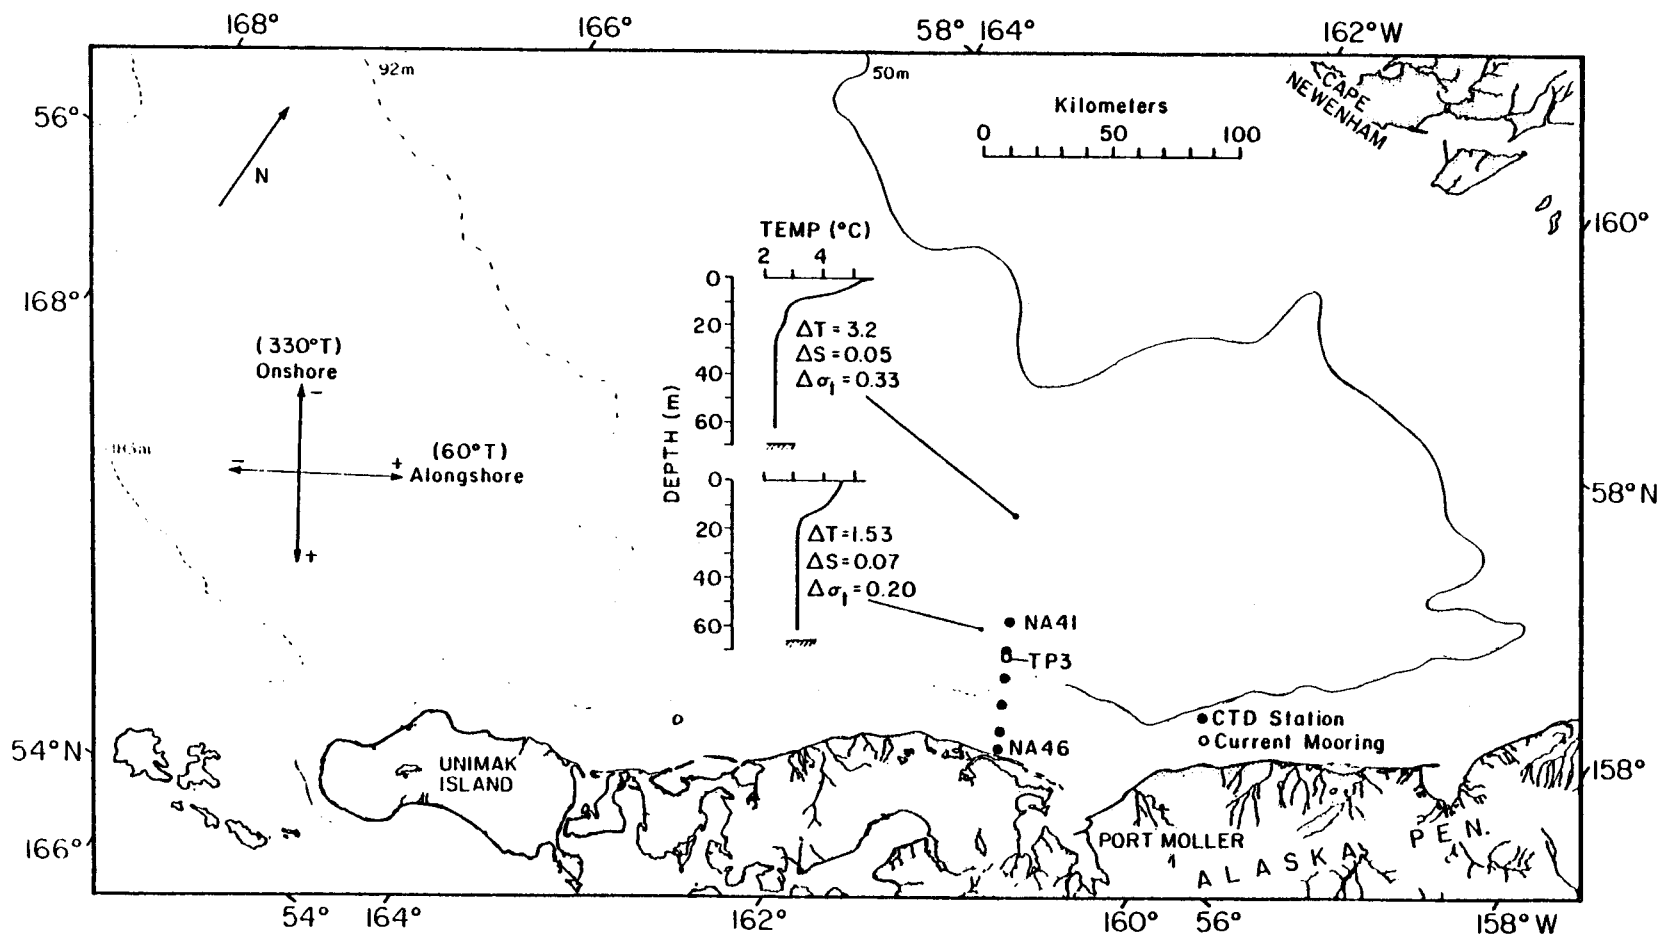 168° 166° 58° 164° 162°W
92m
50m
CAPE
NEWENHAM
Kilometers
0 50 100
56°
N
160°
TEMP (°C)
2 4
0
20
40
60
ΔT = 3.2
ΔS = 0.05
Δσt = 0.33
168°
(330°T)
Onshore
−
(60°T)
− + Alongshore
+
DEPTH (m)
0
20
40
60
ΔT = 1.53
ΔS = 0.07
Δσt = 0.20
58°N
NA41
TP3
CTD Station
Current Mooring
NA46
54°N
UNIMAK
ISLAND
158°
PORT MOLLER
ALASKA PEN.
166°
54° 164° 162° 160° 56° 158°W